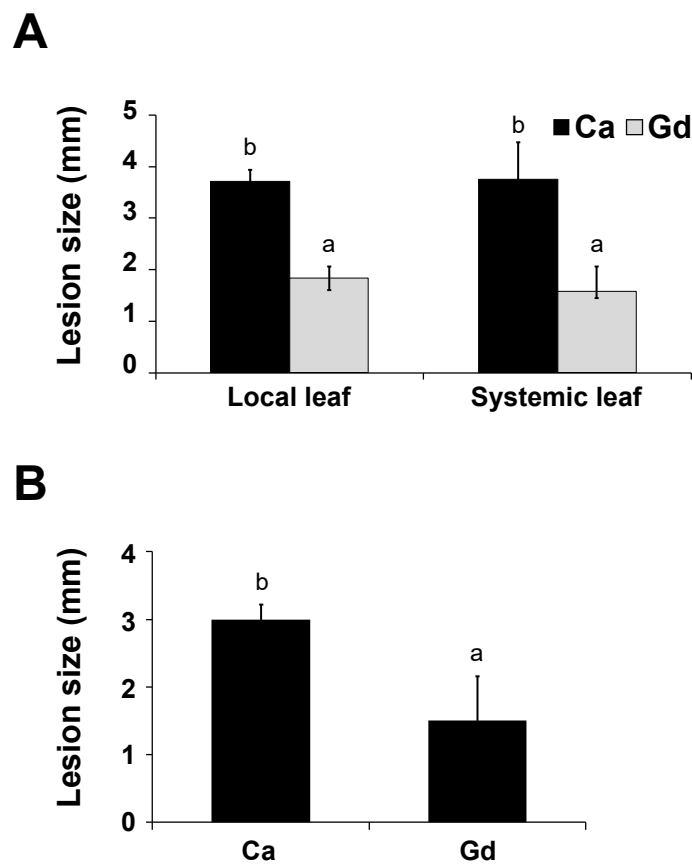 A
Lesion size (mm)
5
4
3
2
1
0
b
a
b
a
Ca Gd
Local leaf Systemic leaf
B
Lesion size (mm)
4
3
2
1
0
b
a
Ca Gd